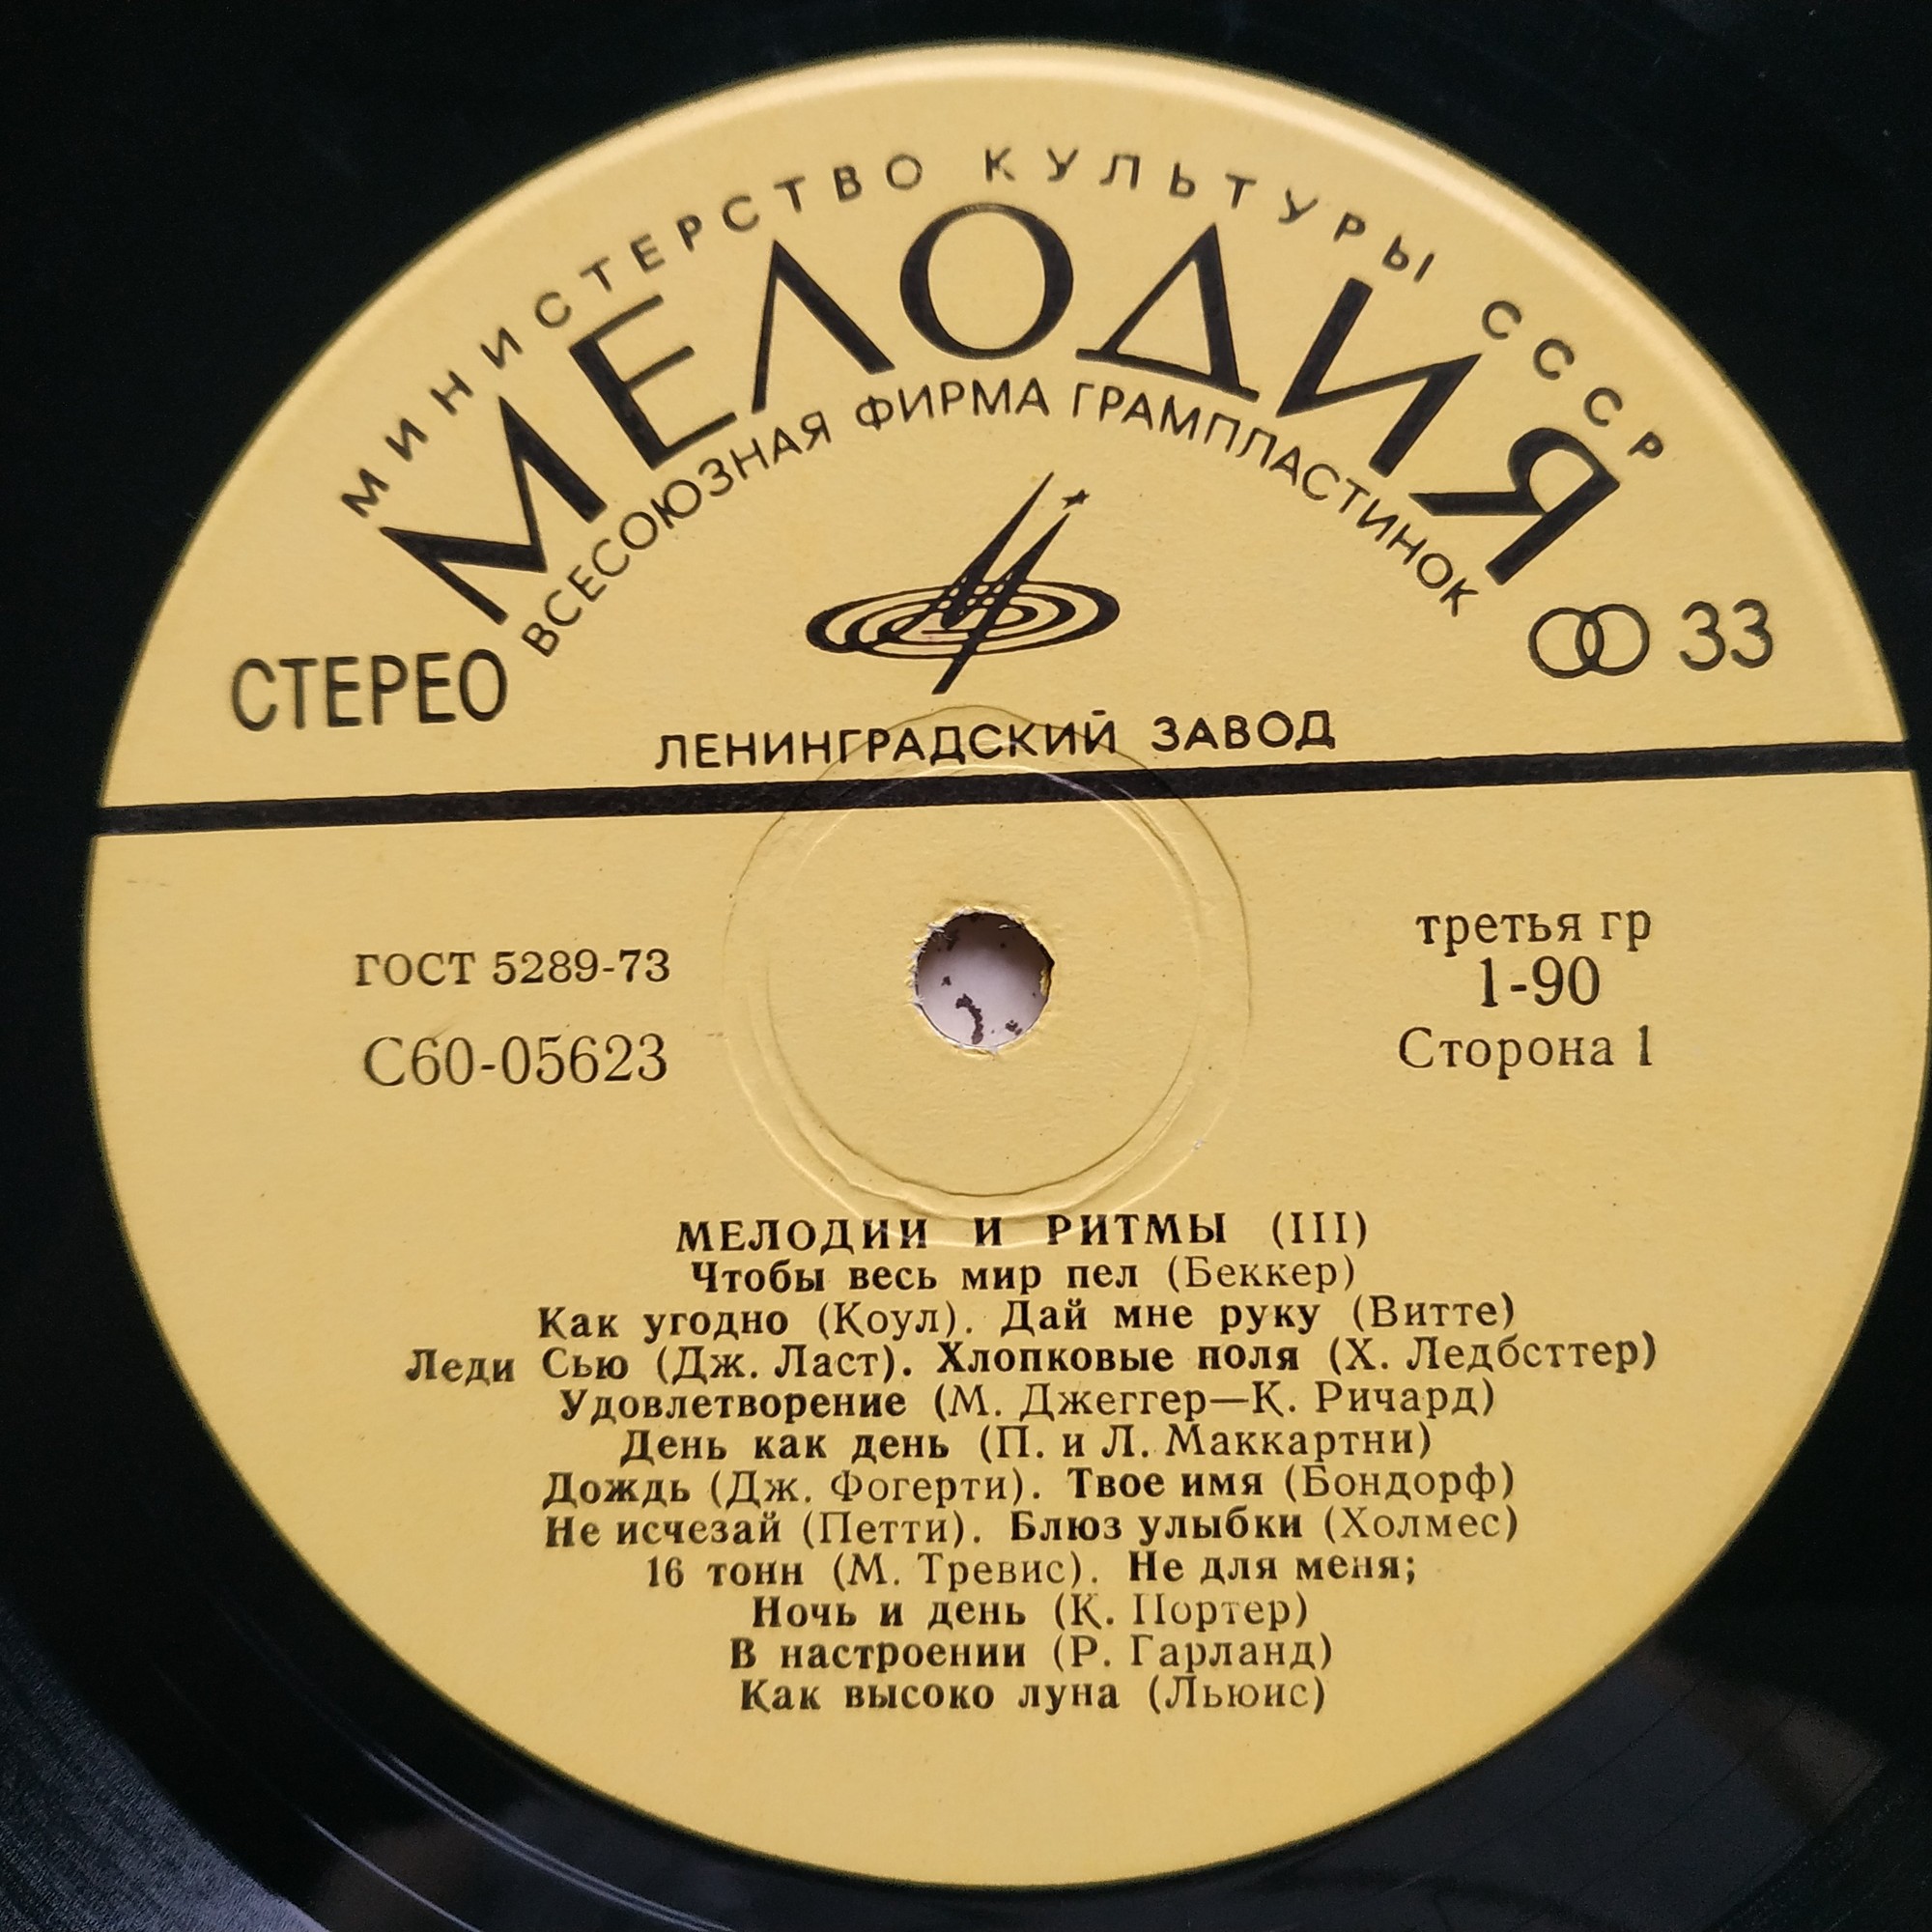 МИНИСТЕРСТВО КУЛЬТУРЫ СССР
МЕЛОДИЯ
ВСЕСОЮЗНАЯ ФИРМА ГРАМПЛАСТИНОК
СТЕРЕО
33
ЛЕНИНГРАДСКИЙ ЗАВОД
ГОСТ 5289-73
С60-05623
третья гр
1-90
Сторона 1
МЕЛОДИИ И РИТМЫ (III)
Чтобы весь мир пел (Беккер)
Как угодно (Коул). Дай мне руку (Витте)
Леди Сью (Дж. Ласт). Хлопковые поля (Х. Ледбсттер)
Удовлетворение (М. Джеггер—К. Ричард)
День как день (П. и Л. Маккартни)
Дождь (Дж. Фогерти). Твое имя (Бондорф)
Не исчезай (Петти). Блюз улыбки (Холмес)
16 тонн (М. Тревис). Не для меня;
Ночь и день (К. Портер)
В настроении (Р. Гарланд)
Как высоко луна (Льюис)